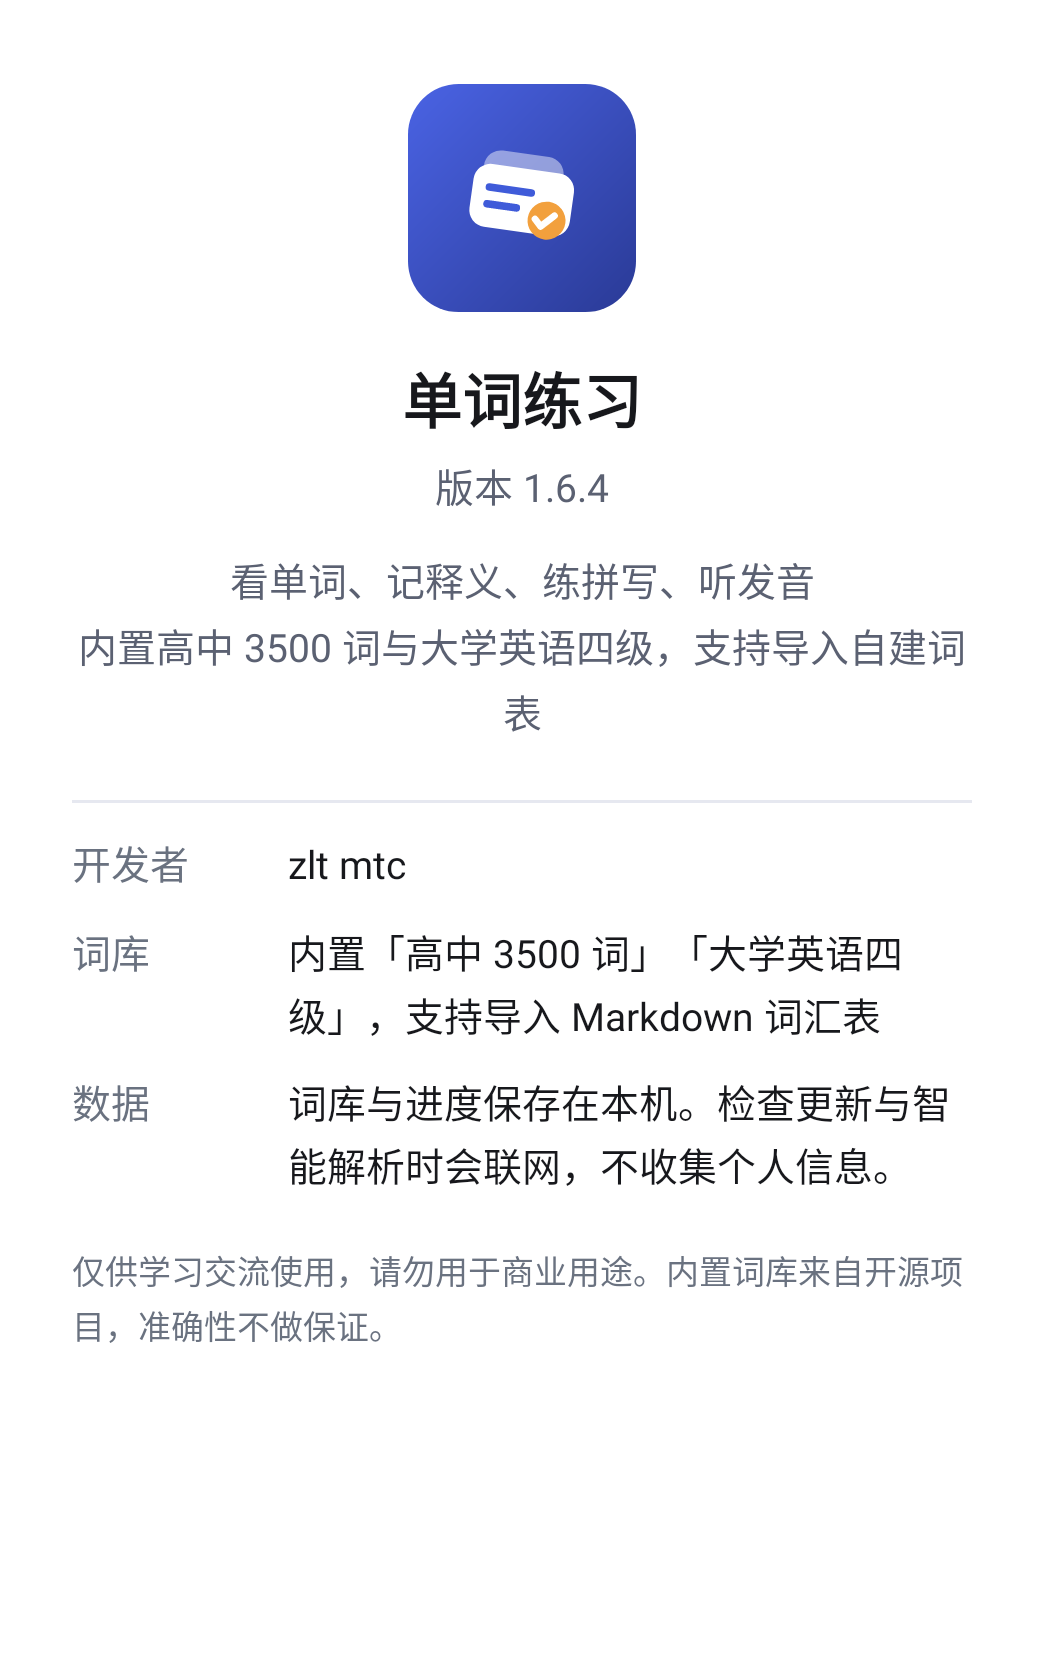 单词练习
版本 1.6.4
看单词、记释义、练拼写、听发音
内置高中 3500 词与大学英语四级，支持导入自建词
表
开发者 zlt mtc
词库 内置「高中 3500 词」「大学英语四
级」，支持导入 Markdown 词汇表
数据 词库与进度保存在本机。检查更新与智
能解析时会联网，不收集个人信息。
仅供学习交流使用，请勿用于商业用途。内置词库来自开源项
目，准确性不做保证。